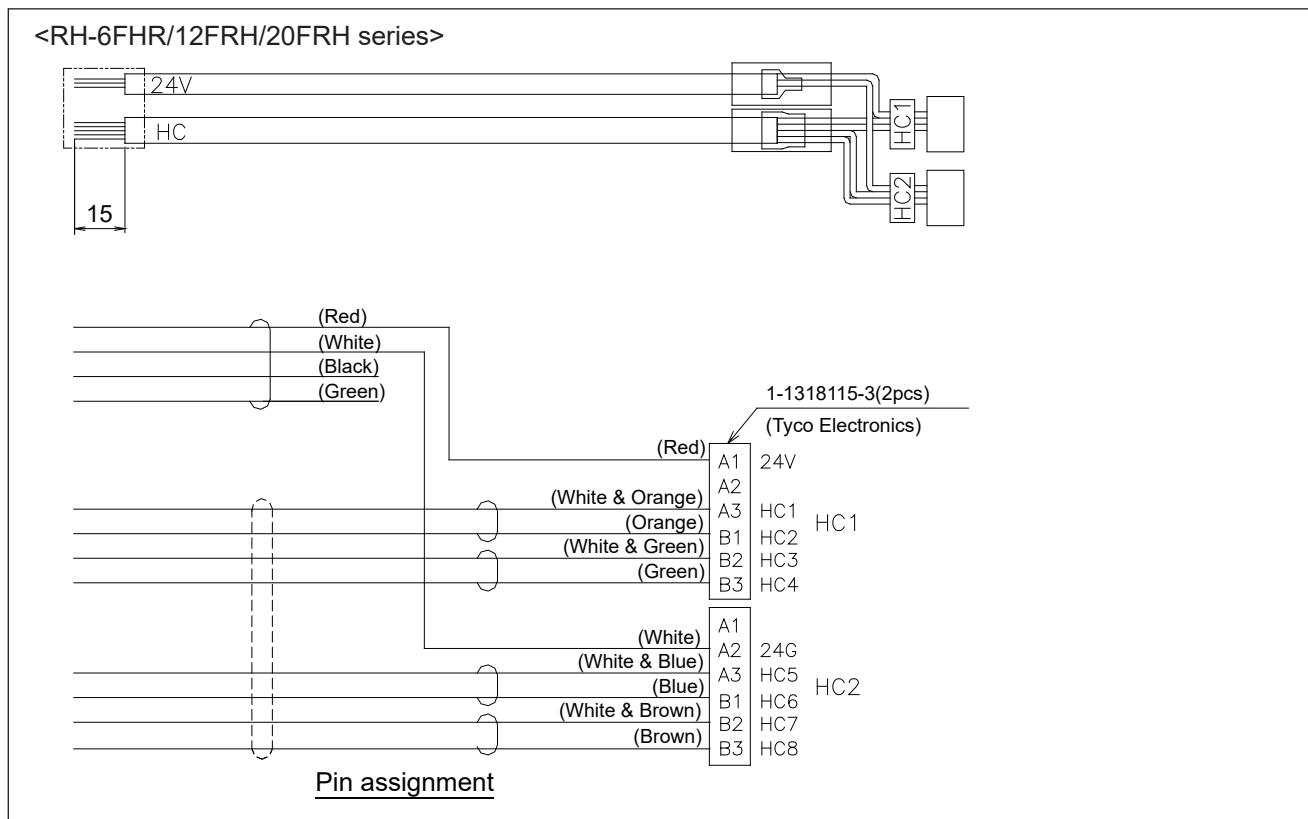 <RH-6FHR/12FRH/20FRH series>
24V
HC
HC1
HC2
15
(Red)
(White)
(Black)
(Green)
1-1318115-3(2pcs)
(Tyco Electronics)
(Red) A1 24V
A2
(White & Orange) A3 HC1
(Orange) B1 HC2
HC1
(White & Green) B2 HC3
(Green) B3 HC4
A1
(White) A2 24G
(White & Blue) A3 HC5
(Blue) B1 HC6
HC2
(White & Brown) B2 HC7
(Brown) B3 HC8
Pin assignment